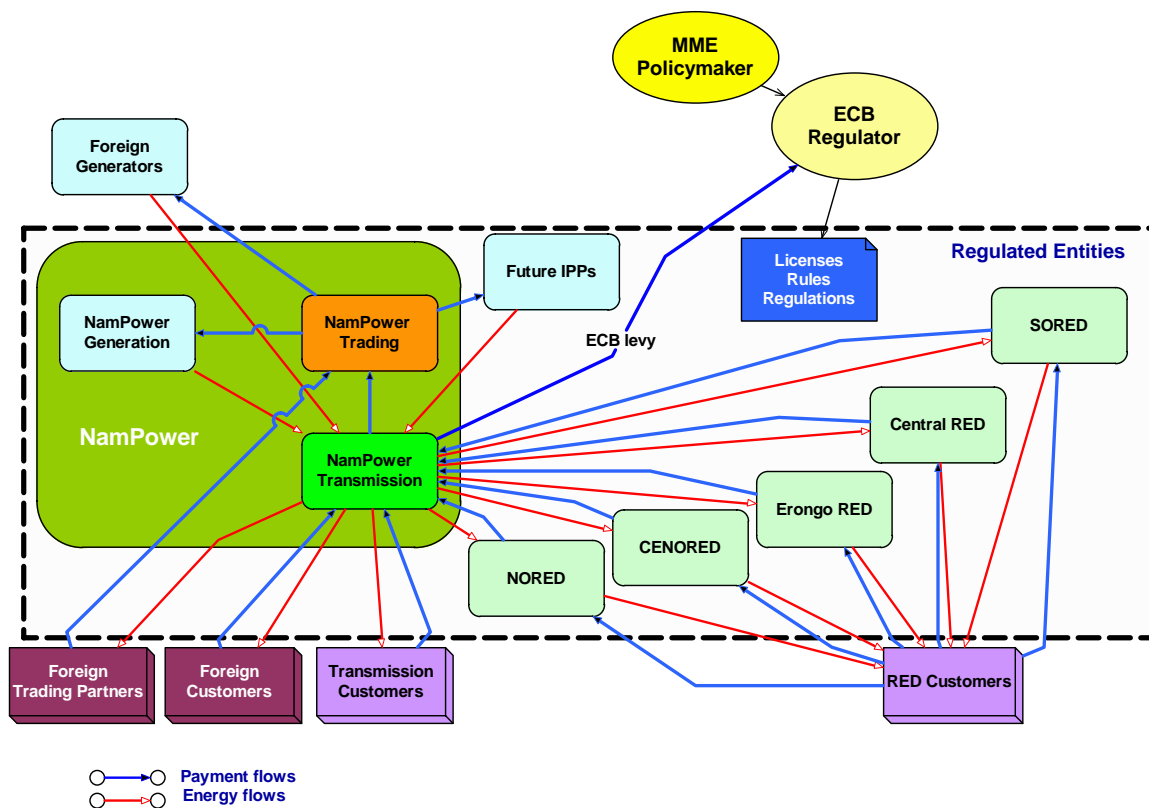 MME
Policymaker
ECB
Regulator
Foreign
Generators
Licenses
Rules
Regulations
Regulated Entities
Future IPPs
NamPower
Generation
NamPower
Trading
ECB levy
SORED
NamPower
NamPower
Transmission
Central RED
Erongo RED
CENORED
NORED
Foreign
Trading Partners
Foreign
Customers
Transmission
Customers
RED Customers
Payment flows
Energy flows